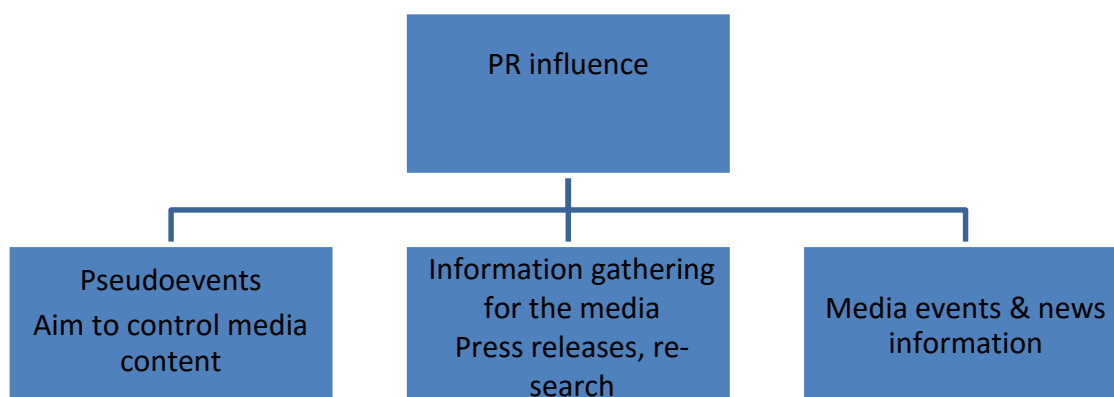 PR influence
Pseudoevents
Aim to control media
content
Information gathering
for the media
Press releases, re-
search
Media events & news
information